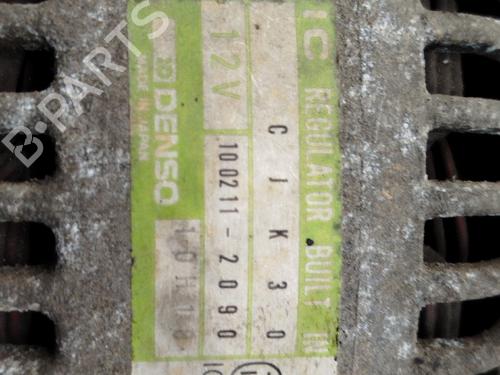 IC REGULATOR BUILT IN
CJK30
12V 100211-2090
DENSO
MADE IN JAPAN
B-PARTS